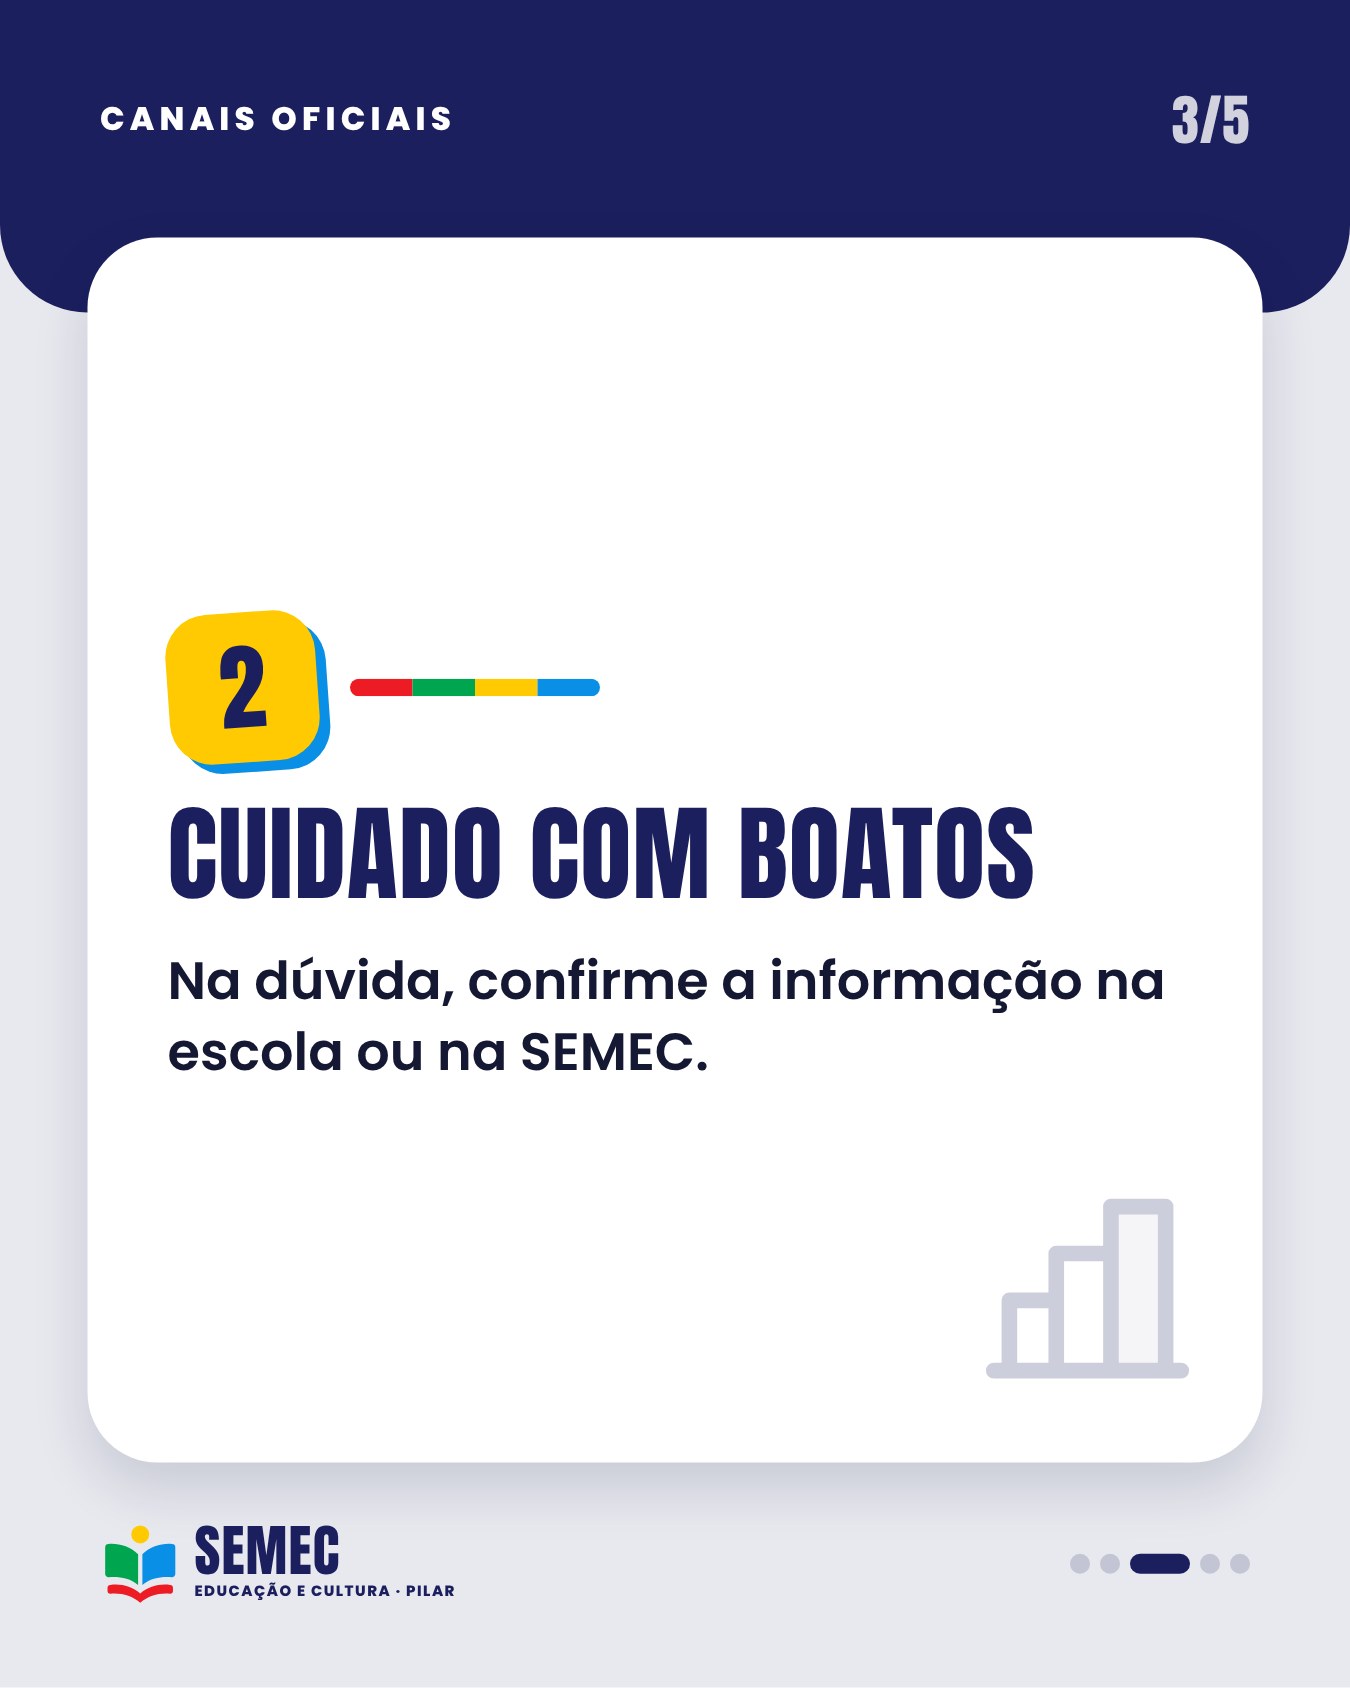 CANAIS OFICIAIS
3/5
2
CUIDADO COM BOATOS
Na dúvida, confirme a informação na
escola ou na SEMEC.
SEMEC
EDUCAÇÃO E CULTURA · PILAR